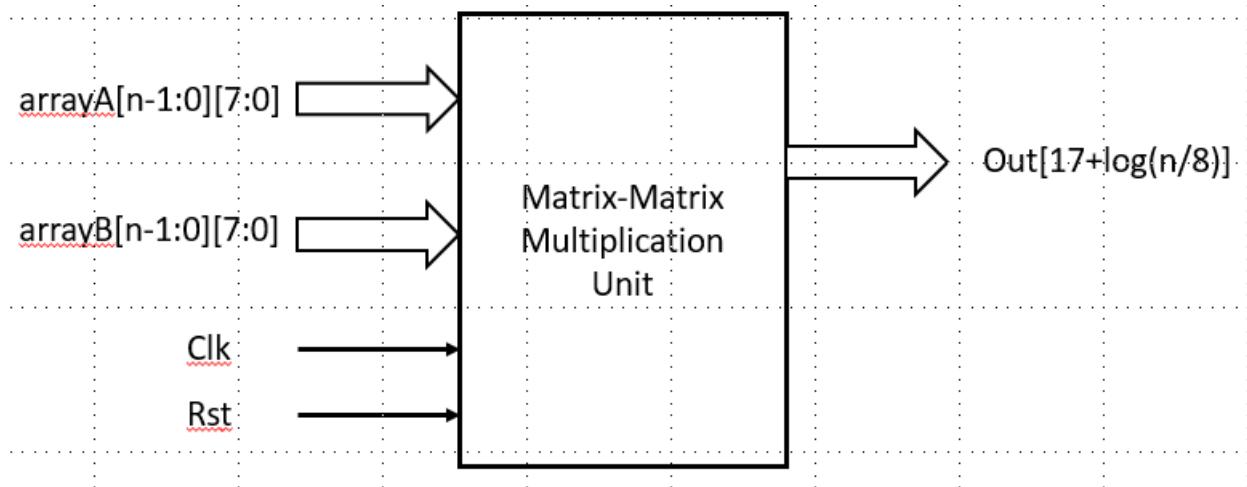 arrayA[n-1:0][7:0]
arrayB[n-1:0][7:0]
Clk
Rst
Matrix-Matrix
Multiplication
Unit
Out[17+log(n/8)]